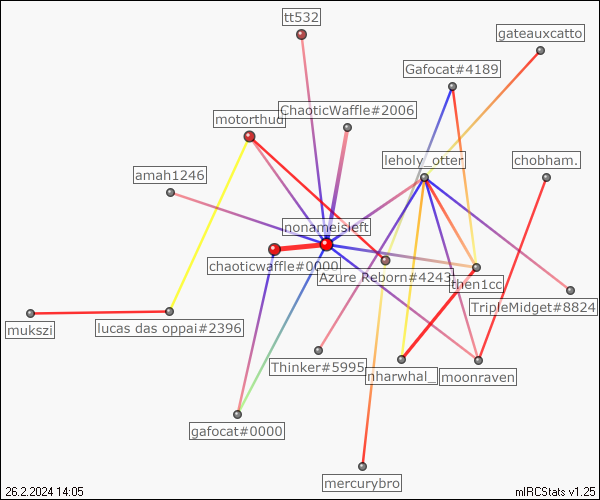 tt532
gateauxcatto
Gafocat#4189
ChaoticWaffle#2006
motorthud
leholy_otter
chobham.
amah1246
nonameisleft
chaoticwaffle#0000
Azure Reborn#4243
then1cc
TripleMidget#8824
mukszi
lucas das oppai#2396
Thinker#5995
nharwhal_
moonraven
gafocat#0000
mercurybro
26.2.2024 14:05
mIRCStats v1.25